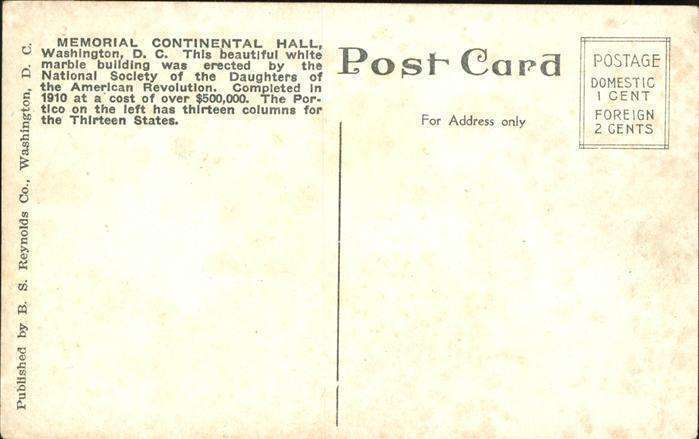 MEMORIAL CONTINENTAL HALL,
Washington, D. C. This beautiful white
marble building was erected by the
National Society of the Daughters of
the American Revolution. Completed in
1910 at a cost of over $500,000. The Por-
tico on the left has thirteen columns for
the Thirteen States.
Post Card
For Address only
POSTAGE
DOMESTIC
1 CENT
FOREIGN
2 CENTS
Published by B. S. Reynolds Co., Washington, D. C.